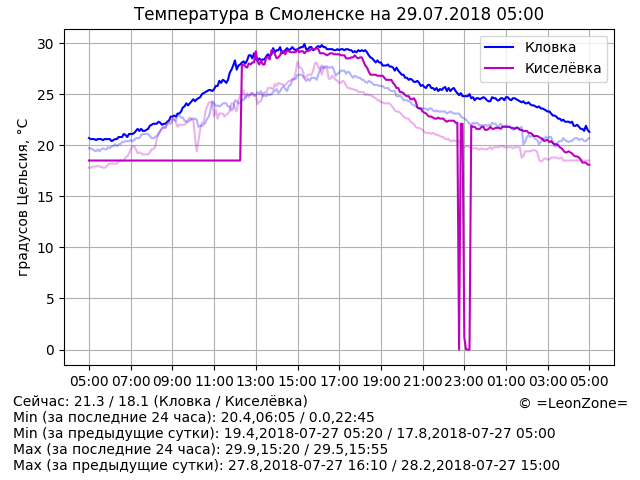 Температура в Смоленске на 29.07.2018 05:00
градусов Цельсия, °C
30
25
20
15
10
5
0
Кловка
Киселёвка
05:00 07:00 09:00 11:00 13:00 15:00 17:00 19:00 21:00 23:00 01:00 03:00 05:00
Сейчас: 21.3 / 18.1 (Кловка / Киселёвка)
© =LeonZone=
Min (за последние 24 часа): 20.4,06:05 / 0.0,22:45
Min (за предыдущие сутки): 19.4,2018-07-27 05:20 / 17.8,2018-07-27 05:00
Max (за последние 24 часа): 29.9,15:20 / 29.5,15:55
Max (за предыдущие сутки): 27.8,2018-07-27 16:10 / 28.2,2018-07-27 15:00